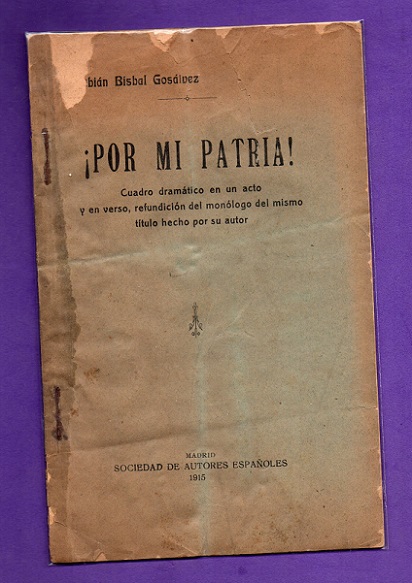 bián Bisbal Gosálvez
¡POR MI PATRIA!
Cuadro dramático en un acto
y en verso, refundición del monólogo del mismo
título hecho por su autor
MADRID
SOCIEDAD DE AUTORES ESPAÑOLES
1915